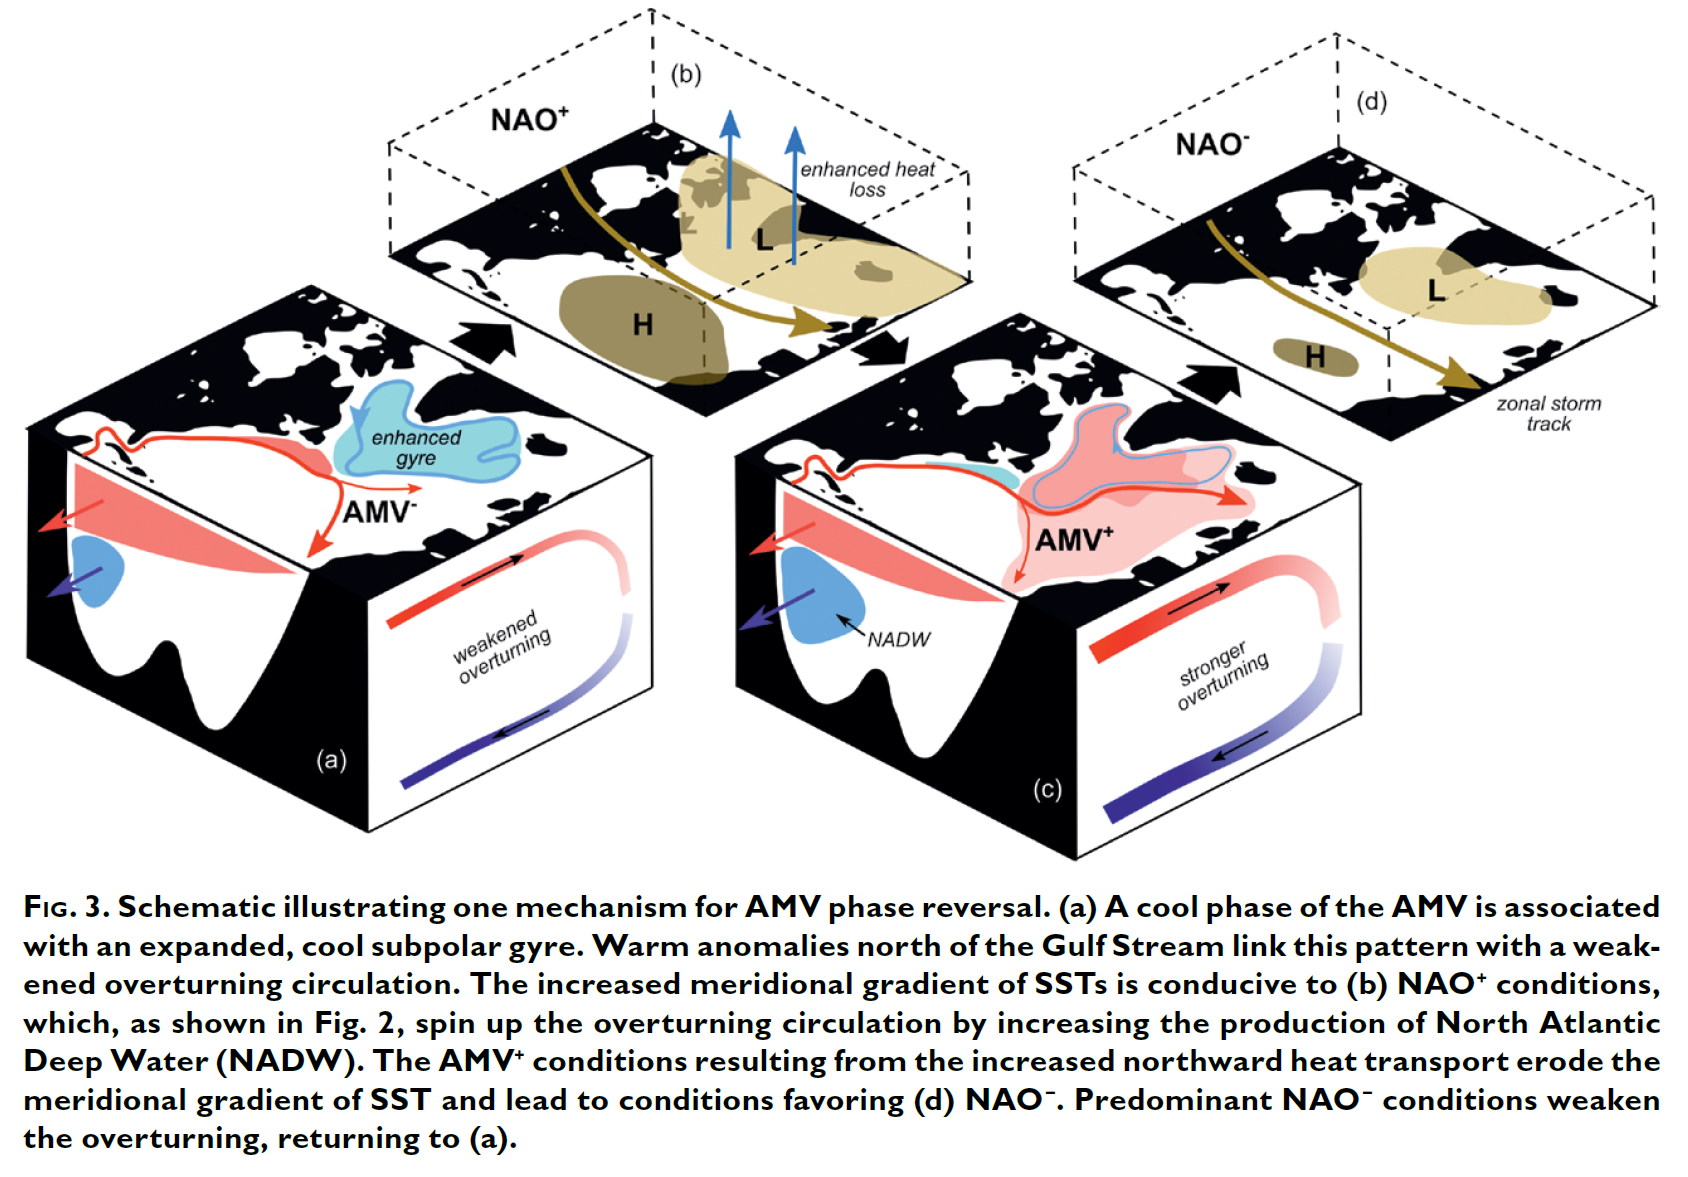 (b)
NAO⁺
enhanced heat
loss
L
H
(d)
NAO⁻
L
H
zonal storm
track
enhanced
gyre
AMV⁻
weakened
overturning
(a)
AMV⁺
NADW
stronger
overturning
(c)
FIG. 3. Schematic illustrating one mechanism for AMV phase reversal. (a) A cool phase of the AMV is associated
with an expanded, cool subpolar gyre. Warm anomalies north of the Gulf Stream link this pattern with a weak-
ened overturning circulation. The increased meridional gradient of SSTs is conducive to (b) NAO⁺ conditions,
which, as shown in Fig. 2, spin up the overturning circulation by increasing the production of North Atlantic
Deep Water (NADW). The AMV⁺ conditions resulting from the increased northward heat transport erode the
meridional gradient of SST and lead to conditions favoring (d) NAO⁻. Predominant NAO⁻ conditions weaken
the overturning, returning to (a).